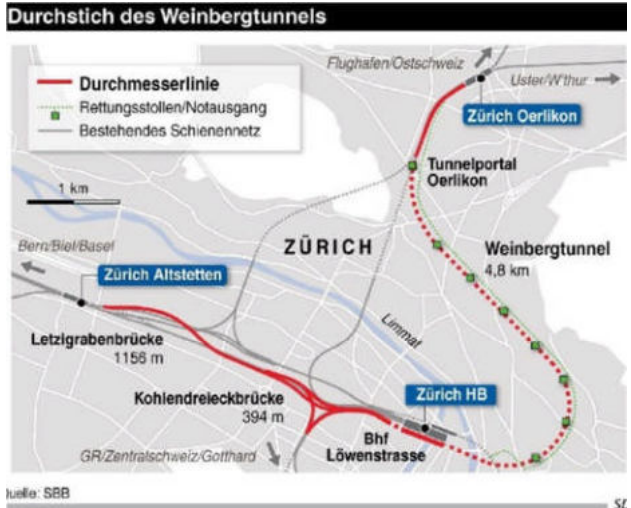 Durchstich des Weinbergtunnels
Durchmesserlinie
Rettungsstollen/Notausgang
Bestehendes Schienennetz
1 km
Flughafen/Ostschweiz
Uster/W'thur
Zürich Oerlikon
Tunnelportal
Oerlikon
ZÜRICH
Weinbergtunnel
4,8 km
Bern/Biel/Basel
Zürich Altstetten
Letzigrabenbrücke
1156 m
Limmat
Kohlendreieckbrücke
394 m
Zürich HB
GR/Zentralschweiz/Gotthard
Bhf
Löwenstrasse
SBB